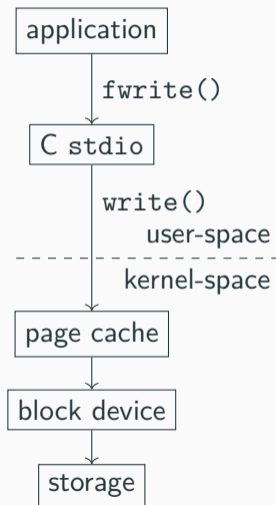 application
fwrite()
C stdio
write()
user-space
kernel-space
page cache
block device
storage